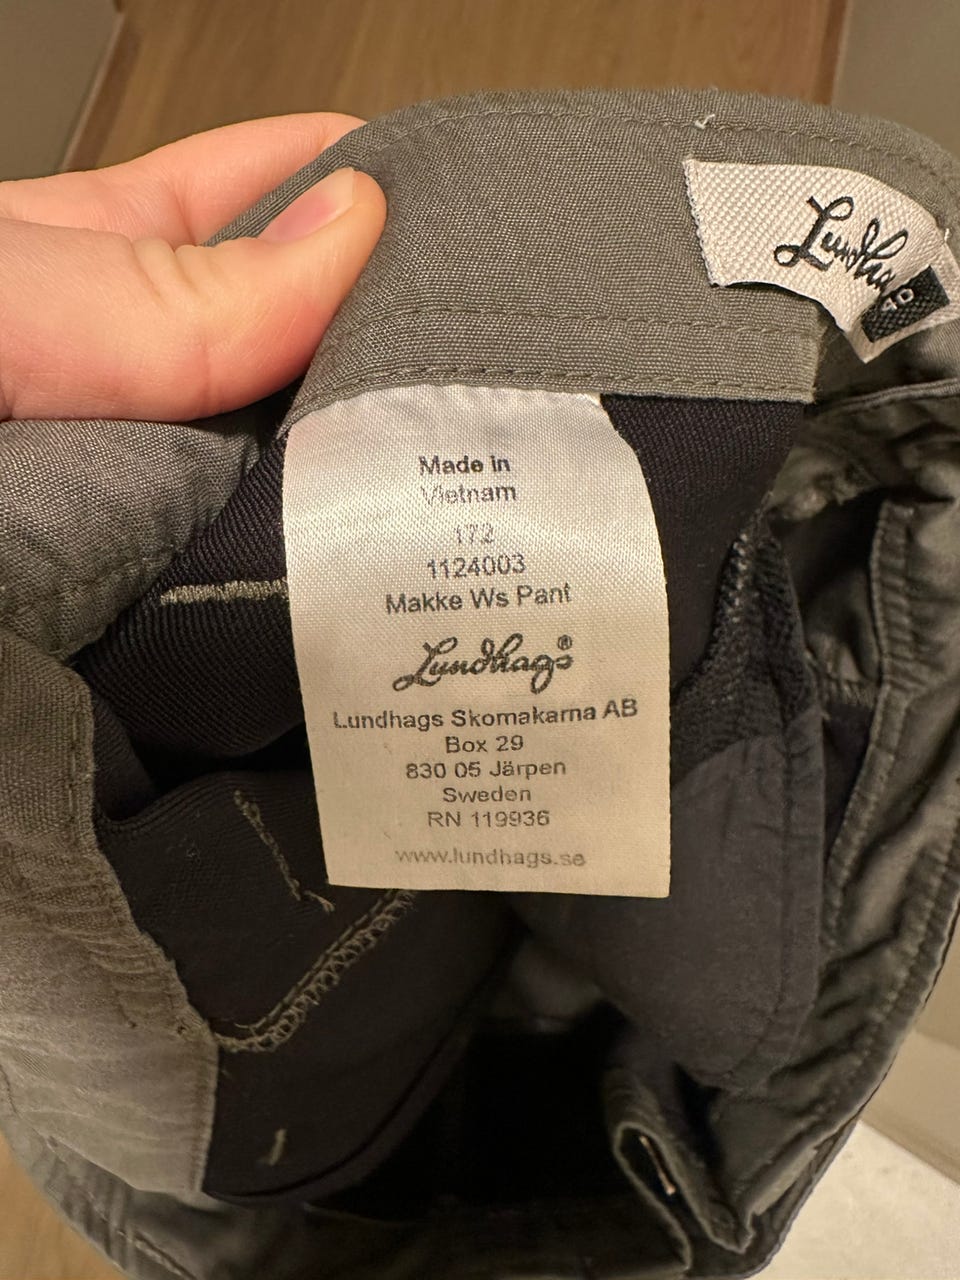 Lundhags
40
Made in
Vietnam
172
1124003
Makke Ws Pant
Lundhags®
Lundhags Skomakarna AB
Box 29
830 05 Järpen
Sweden
RN 119936
www.lundhags.se